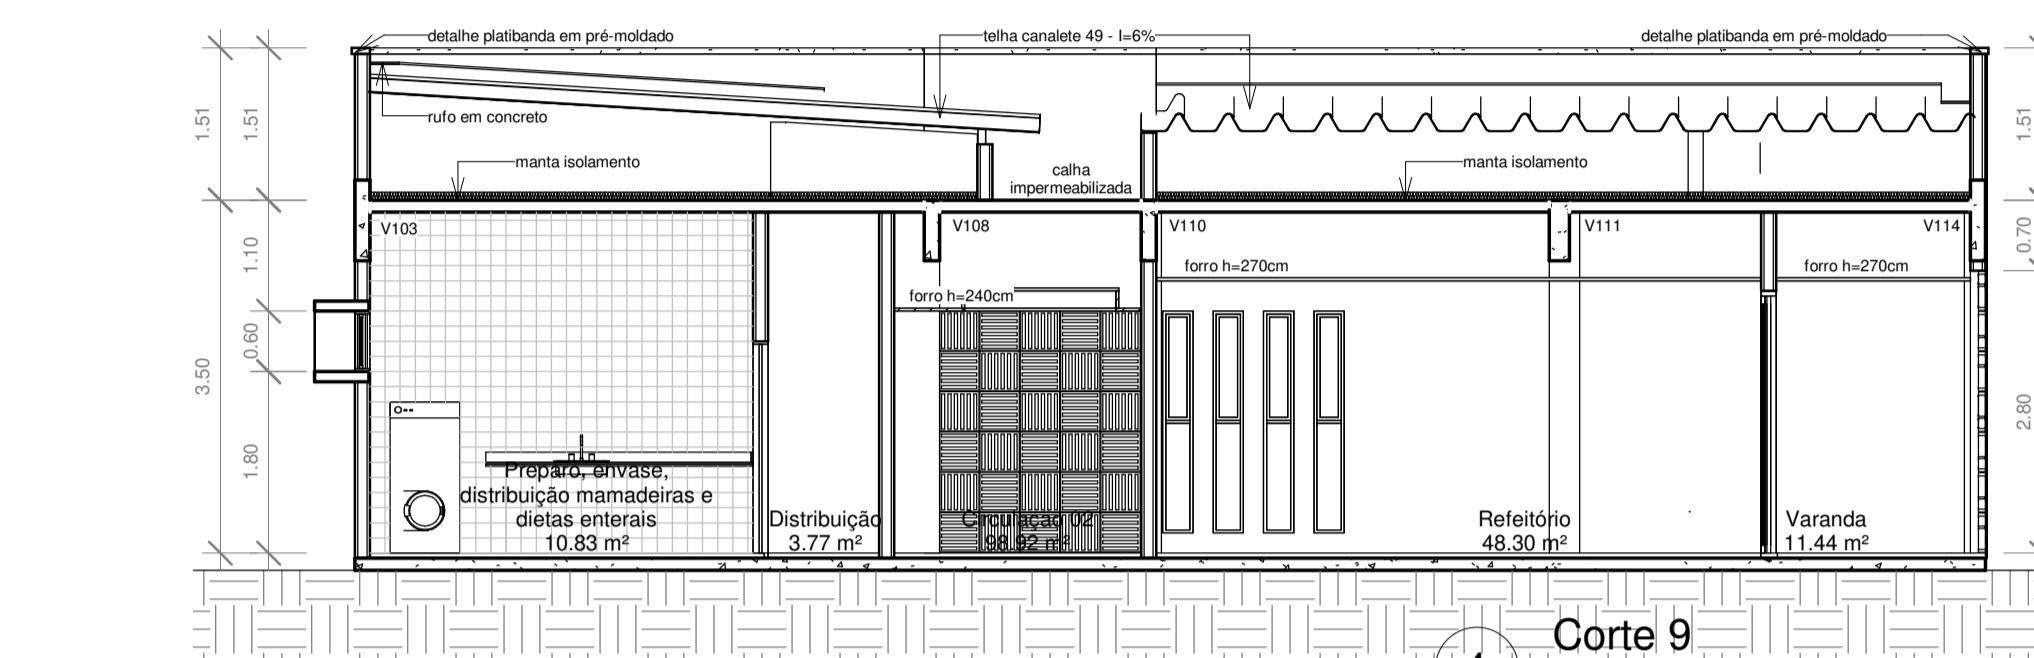 detalhe platibanda em pré-moldado
telha canalete 49 - I=6%
detalhe platibanda em pré-moldado
1.51
1.51
rufo em concreto
1.51
manta isolamento
manta isolamento
calha
impermeabilizada
V103
V108
V110
V111
V114
1.10
0.70
forro h=270cm
forro h=270cm
forro h=240cm
0.60
3.50
2.80
1.80
Preparo, envase,
distribuição mamadeiras e
dietas enterais
10.83 m²
Distribuição
3.77 m²
Circulação 02
98.92 m²
Refeitório
48.30 m²
Varanda
11.44 m²
Corte 9